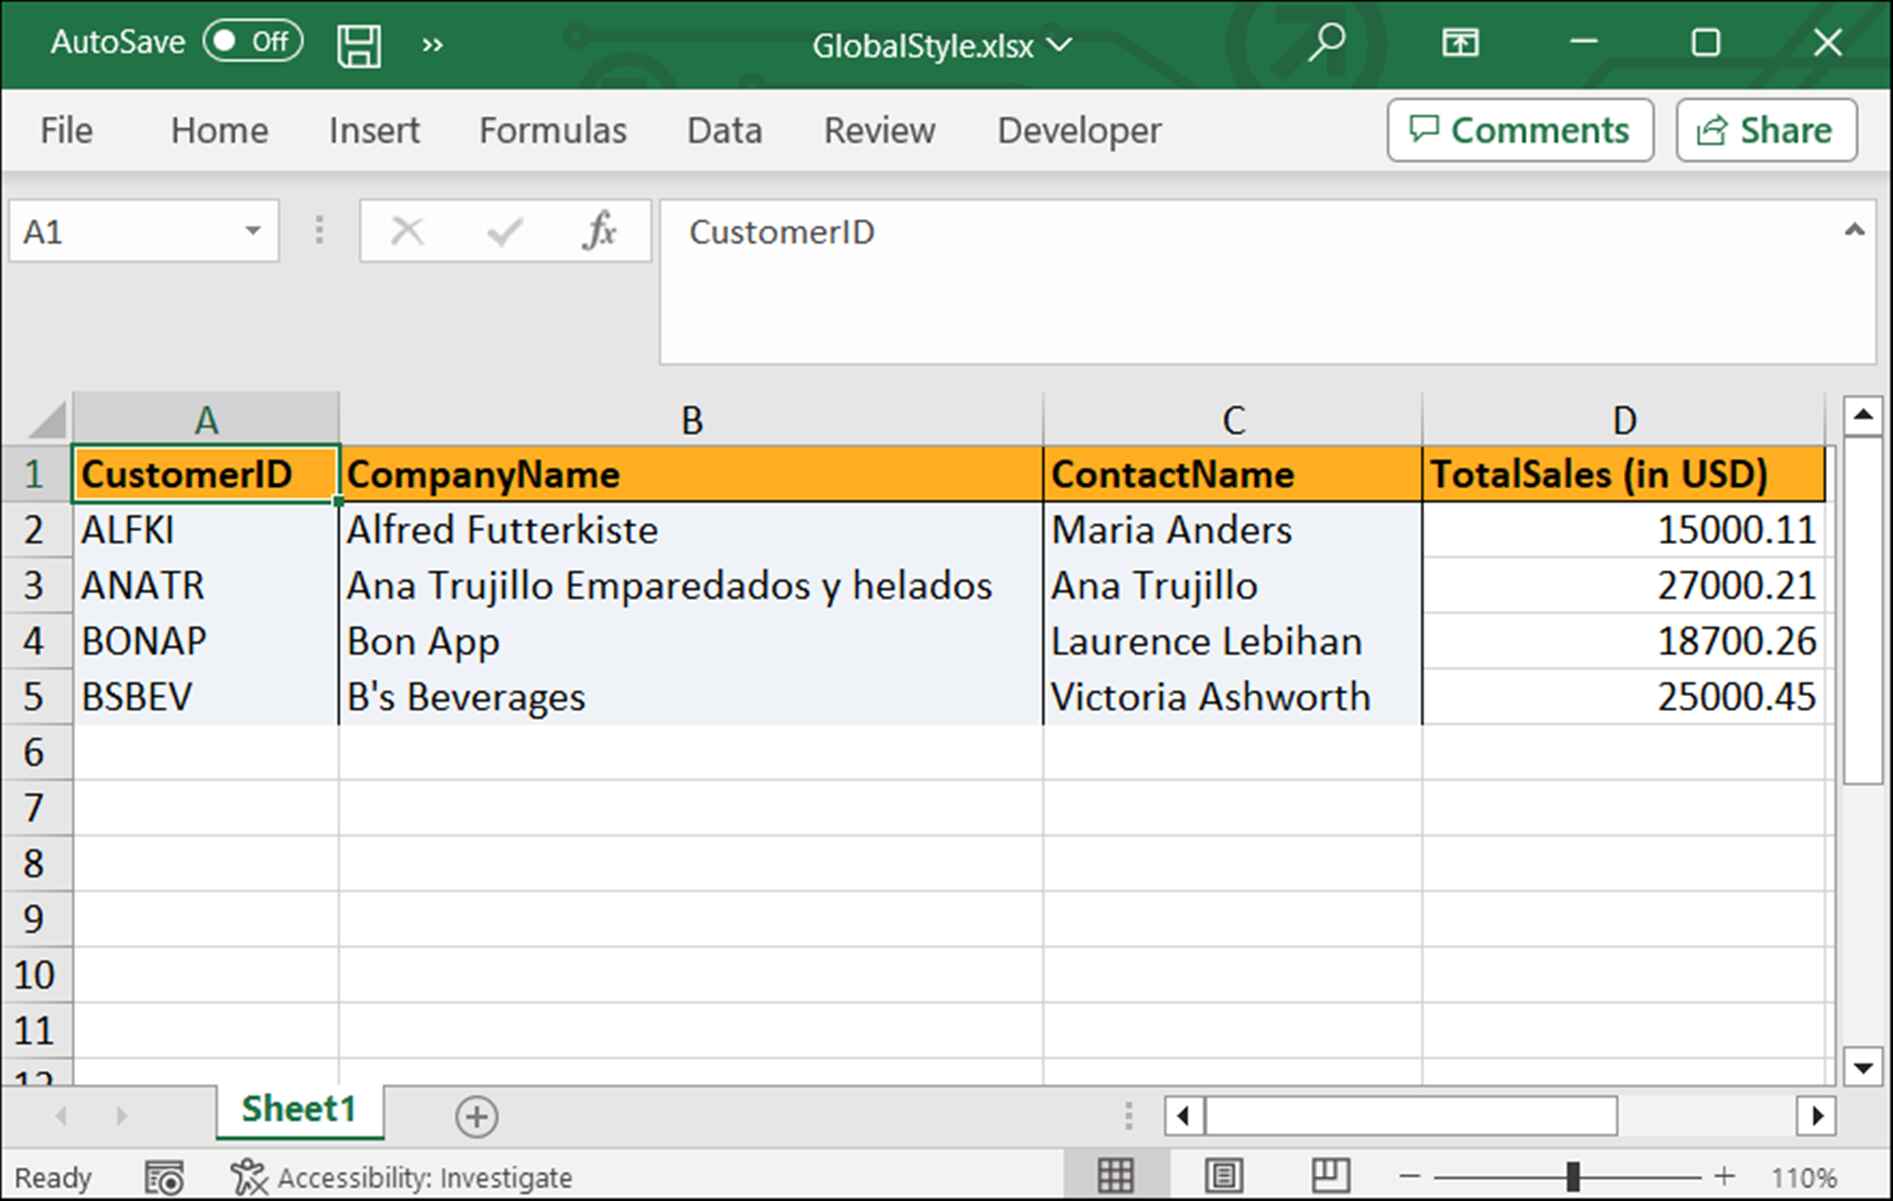 AutoSave Off GlobalStyle.xlsx
File Home Insert Formulas Data Review Developer Comments Share
A1 fx CustomerID
A B C D
1 CustomerID CompanyName ContactName TotalSales (in USD)
2 ALFKI Alfred Futterkiste Maria Anders 15000.11
3 ANATR Ana Trujillo Emparedados y helados Ana Trujillo 27000.21
4 BONAP Bon App Laurence Lebihan 18700.26
5 BSBEV B's Beverages Victoria Ashworth 25000.45
6
7
8
9
10
11
12
Sheet1
Ready Accessibility: Investigate 110%